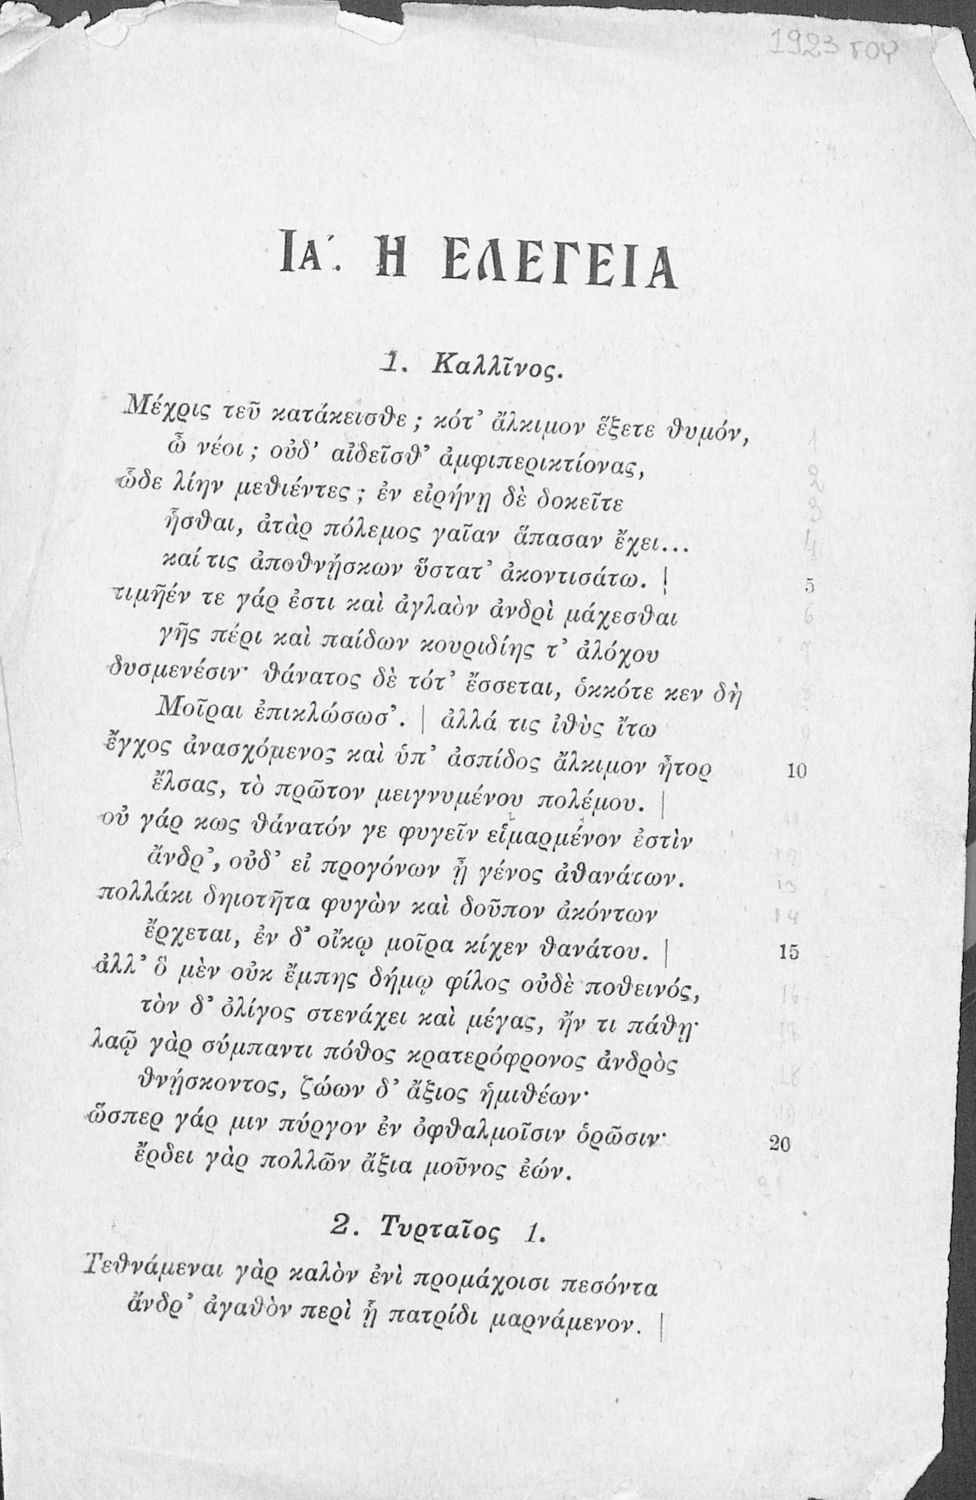 1923 του
ΙΑ΄. Η ΕΛΕΓΕΙΑ
1. Καλλῖνος.
Μέχρις τεῦ κατάκεισθε ; κότ’ ἄλκιμον ἕξετε θυμόν,
ὦ νέοι ; οὐδ’ αἰδεῖσθ’ ἀμφιπερικτίονας,
ὧδε λίην μεθιέντες ; ἐν εἰρήνῃ δὲ δοκεῖτε
ἧσθαι, ἀτὰρ πόλεμος γαῖαν ἅπασαν ἔχει...
καί τις ἀποθνῄσκων ὕστατ’ ἀκοντισάτω. | 5
τιμῆέν τε γάρ ἐστι καὶ ἀγλαὸν ἀνδρὶ μάχεσθαι
γῆς πέρι καὶ παίδων κουριδίης τ’ ἀλόχου
δυσμενέσιν· θάνατος δὲ τότ’ ἔσσεται, ὁκκότε κεν δὴ
Μοῖραι ἐπικλώσωσ’. | ἀλλά τις ἰθὺς ἴτω
ἔγχος ἀνασχόμενος καὶ ὑπ’ ἀσπίδος ἄλκιμον ἦτορ 10
ἔλσας, τὸ πρῶτον μειγνυμένου πολέμου. |
οὐ γάρ κως θάνατόν γε φυγεῖν εἱμαρμένον ἐστὶν
ἄνδρ’, οὐδ’ εἰ προγόνων ᾖ γένος ἀθανάτων.
πολλάκι δηιοτῆτα φυγὼν καὶ δοῦπον ἀκόντων
ἔρχεται, ἐν δ’ οἴκῳ μοῖρα κίχεν θανάτου. | 15
ἀλλ’ ὃ μὲν οὐκ ἔμπης δήμῳ φίλος οὐδὲ ποθεινός,
τὸν δ’ ὀλίγος στενάχει καὶ μέγας, ἤν τι πάθῃ·
λαῷ γὰρ σύμπαντι πόθος κρατερόφρονος ἀνδρὸς
θνῄσκοντος, ζώων δ’ ἄξιος ἡμιθέων·
ὥσπερ γάρ μιν πύργον ἐν ὀφθαλμοῖσιν ὁρῶσιν· 20
ἔρδει γὰρ πολλῶν ἄξια μοῦνος ἐών.
2. Τυρταῖος 1.
Τεθνάμεναι γὰρ καλὸν ἐνὶ προμάχοισι πεσόντα
ἄνδρ’ ἀγαθὸν περὶ ᾗ πατρίδι μαρνάμενον. |